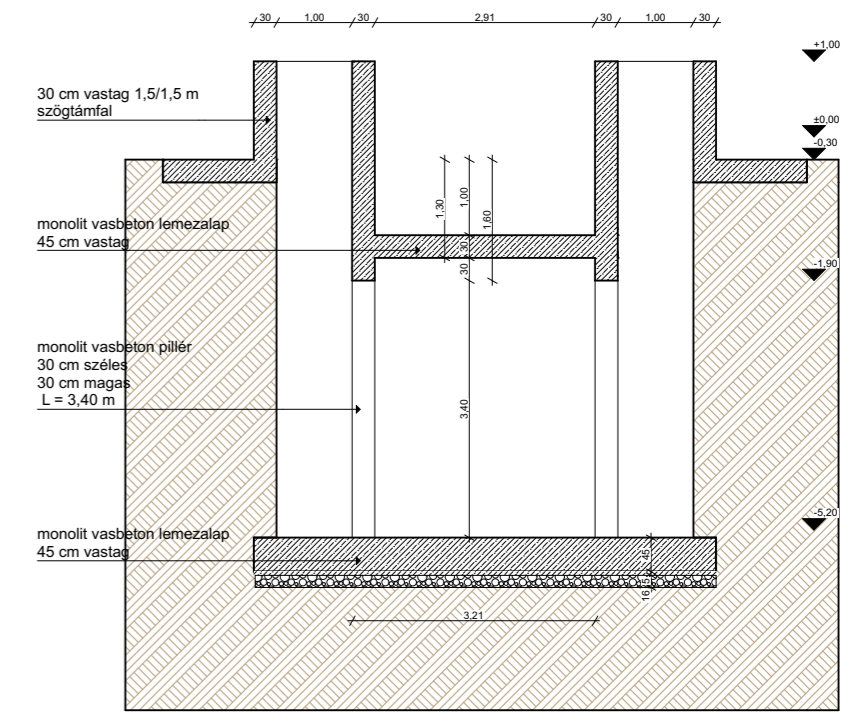 30 1,00 30 2,91 30 1,00 30
+1,00
30 cm vastag 1,5/1,5 m
szögtámfal
±0,00
-0,30
1,30
1,00
1,60
monolit vasbeton lemezalap
45 cm vastag
30
30
-1,90
monolit vasbeton pillér
30 cm széles
30 cm magas
L = 3,40 m
3,40
-5,20
monolit vasbeton lemezalap
45 cm vastag
45
5
16
3,21